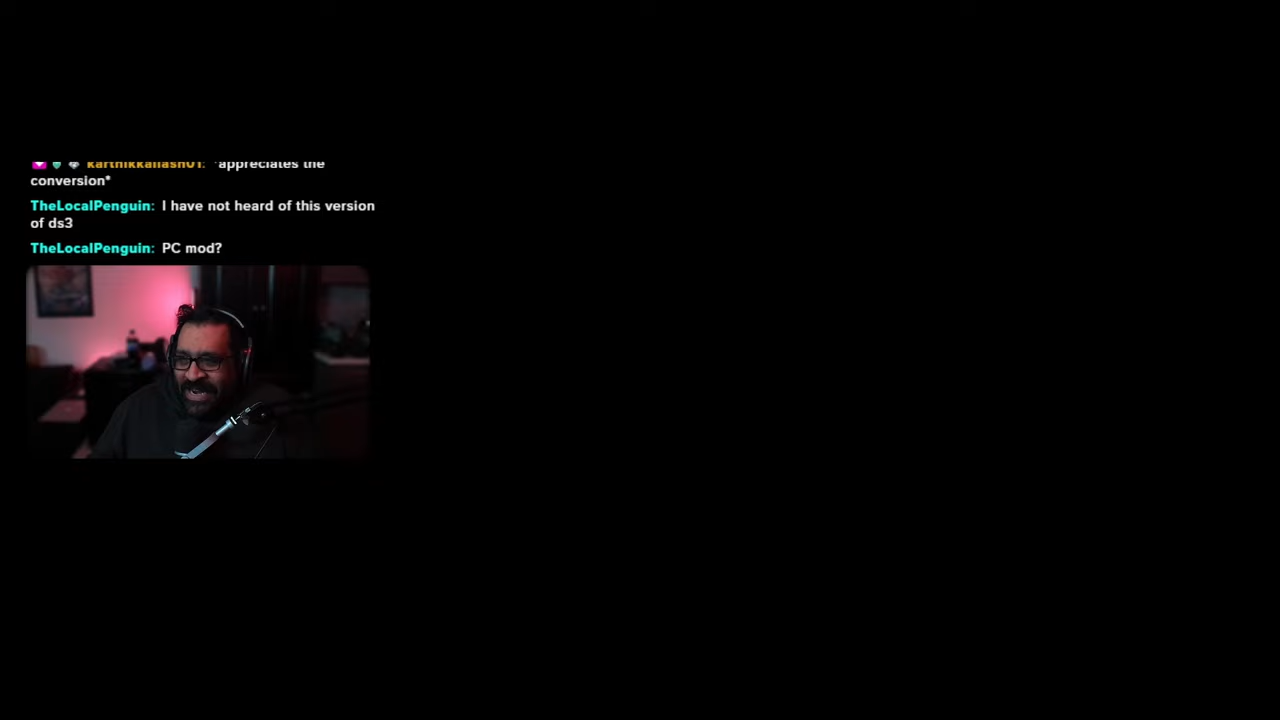 karthikkailash01: *appreciates the
conversion*
TheLocalPenguin: I have not heard of this version
of ds3
TheLocalPenguin: PC mod?